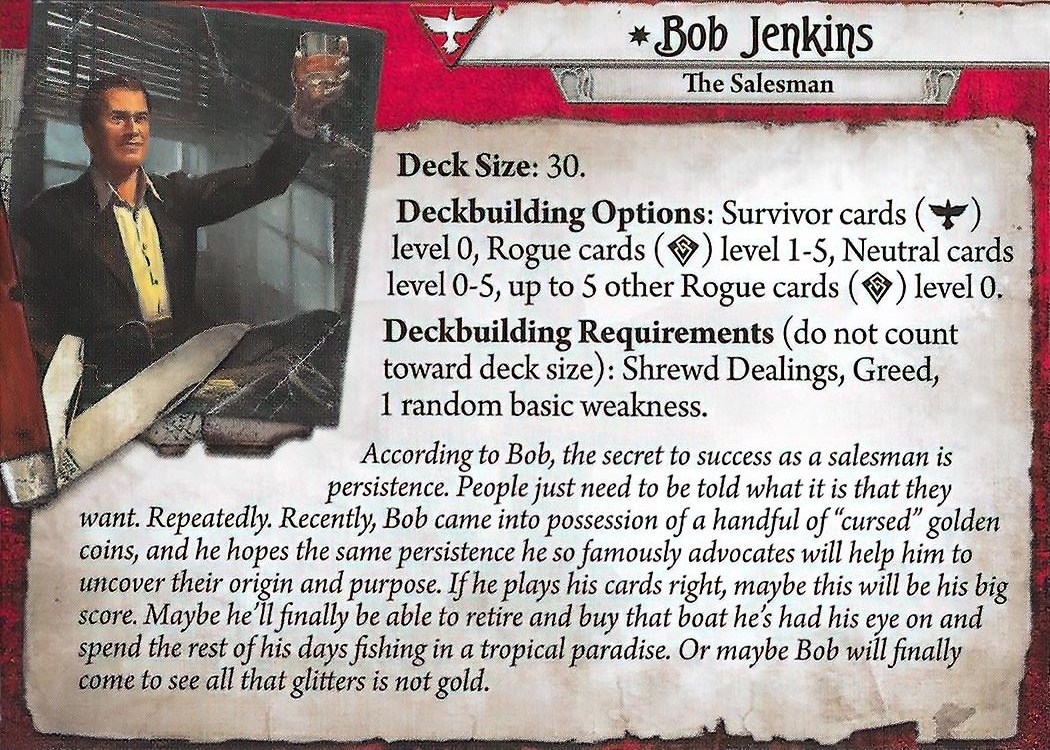 Bob Jenkins
The Salesman
Deck Size: 30.
Deckbuilding Options: Survivor cards ( )
level 0, Rogue cards ( ) level 1-5, Neutral cards
level 0-5, up to 5 other Rogue cards ( ) level 0.
Deckbuilding Requirements (do not count
toward deck size): Shrewd Dealings, Greed,
1 random basic weakness.
According to Bob, the secret to success as a salesman is
persistence. People just need to be told what it is that they
want. Repeatedly. Recently, Bob came into possession of a handful of “cursed” golden
coins, and he hopes the same persistence he so famously advocates will help him to
uncover their origin and purpose. If he plays his cards right, maybe this will be his big
score. Maybe he’ll finally be able to retire and buy that boat he’s had his eye on and
spend the rest of his days fishing in a tropical paradise. Or maybe Bob will finally
come to see all that glitters is not gold.